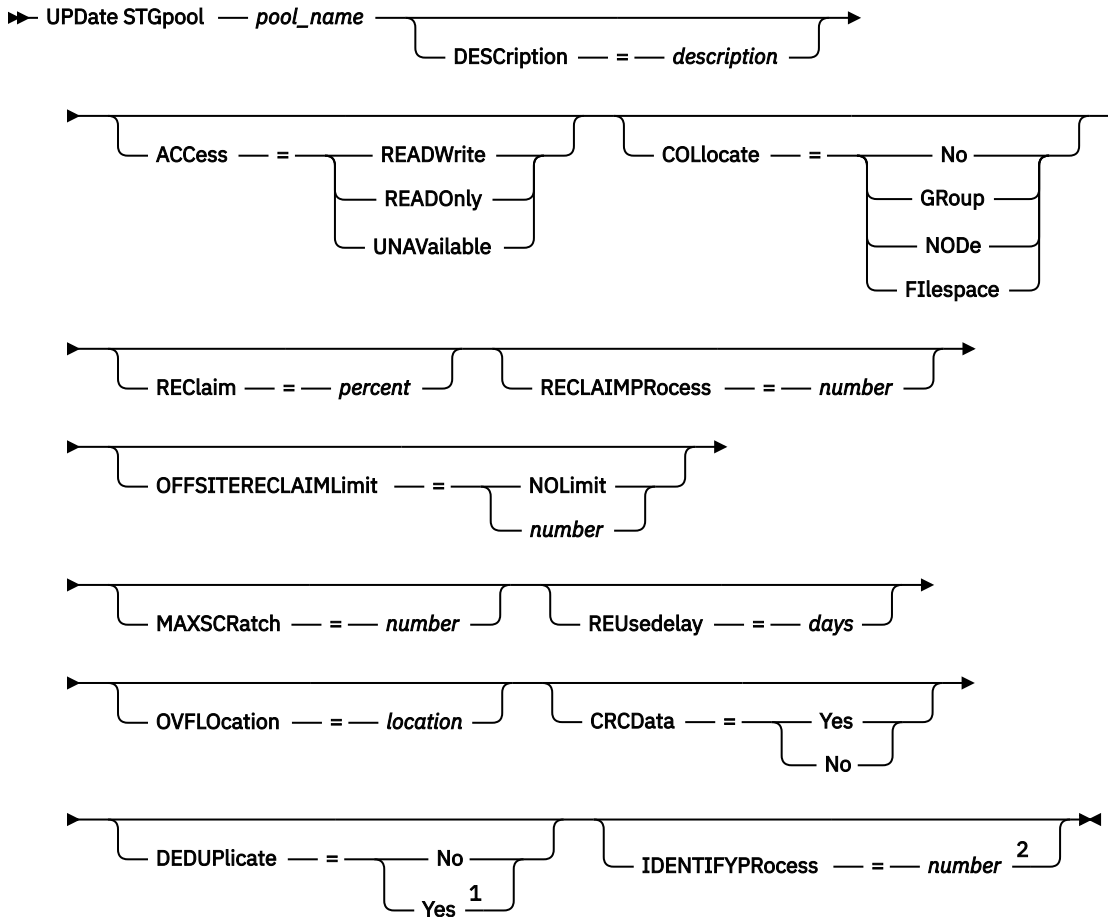 UPDate STGpool pool_name
DESCription = description
ACCess = READWrite
READOnly
UNAVailable
COLlocate = No
GRoup
NODe
FIlespace
REClaim = percent
RECLAIMPRocess = number
OFFSITERECLAIMLimit = NOLimit
number
MAXSCRatch = number
REUsedelay = days
OVFLOcation = location
CRCData = Yes
No
DEDUPlicate = No
Yes 1
IDENTIFYPRocess = number 2